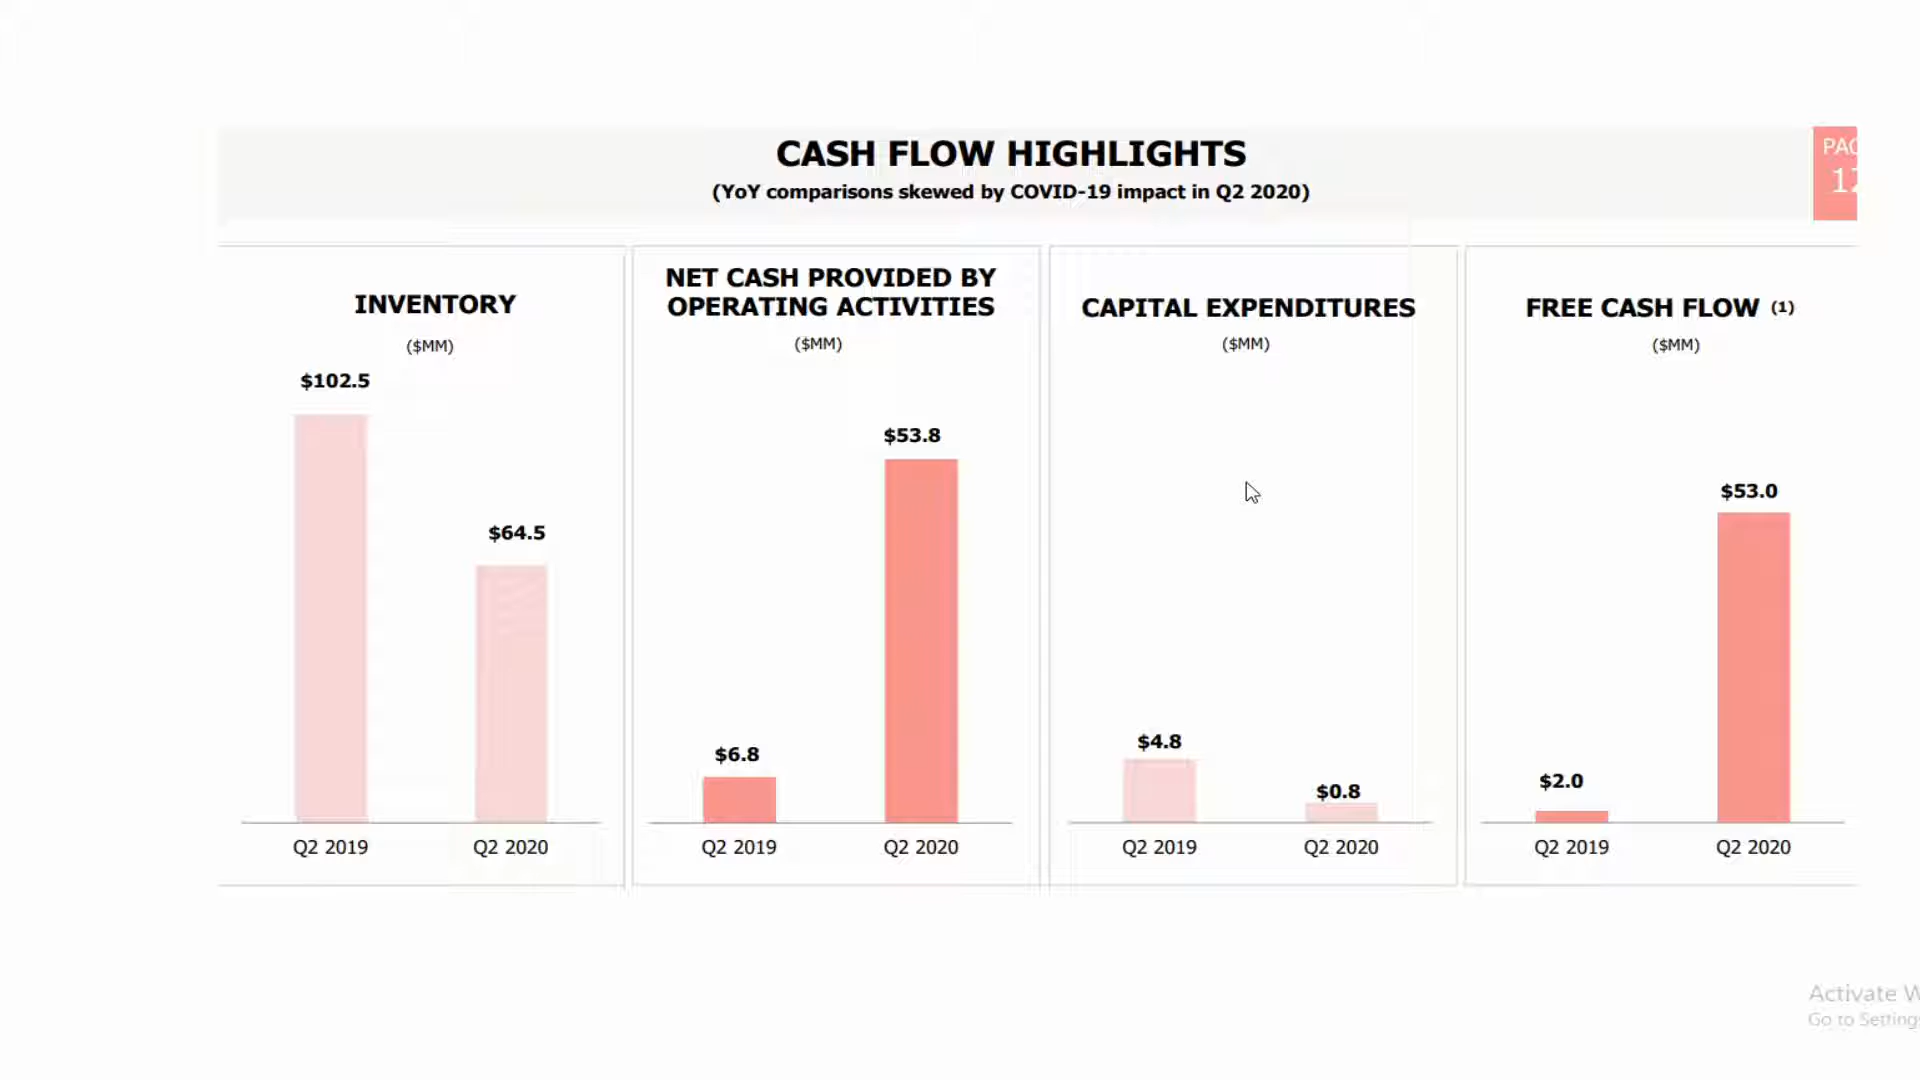 CASH FLOW HIGHLIGHTS
(YoY comparisons skewed by COVID-19 impact in Q2 2020)
INVENTORY
($MM)
$102.5
$64.5
Q2 2019
Q2 2020
NET CASH PROVIDED BY
OPERATING ACTIVITIES
($MM)
$53.8
$6.8
Q2 2019
Q2 2020
CAPITAL EXPENDITURES
($MM)
$4.8
$0.8
Q2 2019
Q2 2020
FREE CASH FLOW (1)
($MM)
$53.0
$2.0
Q2 2019
Q2 2020
Activate
Go to